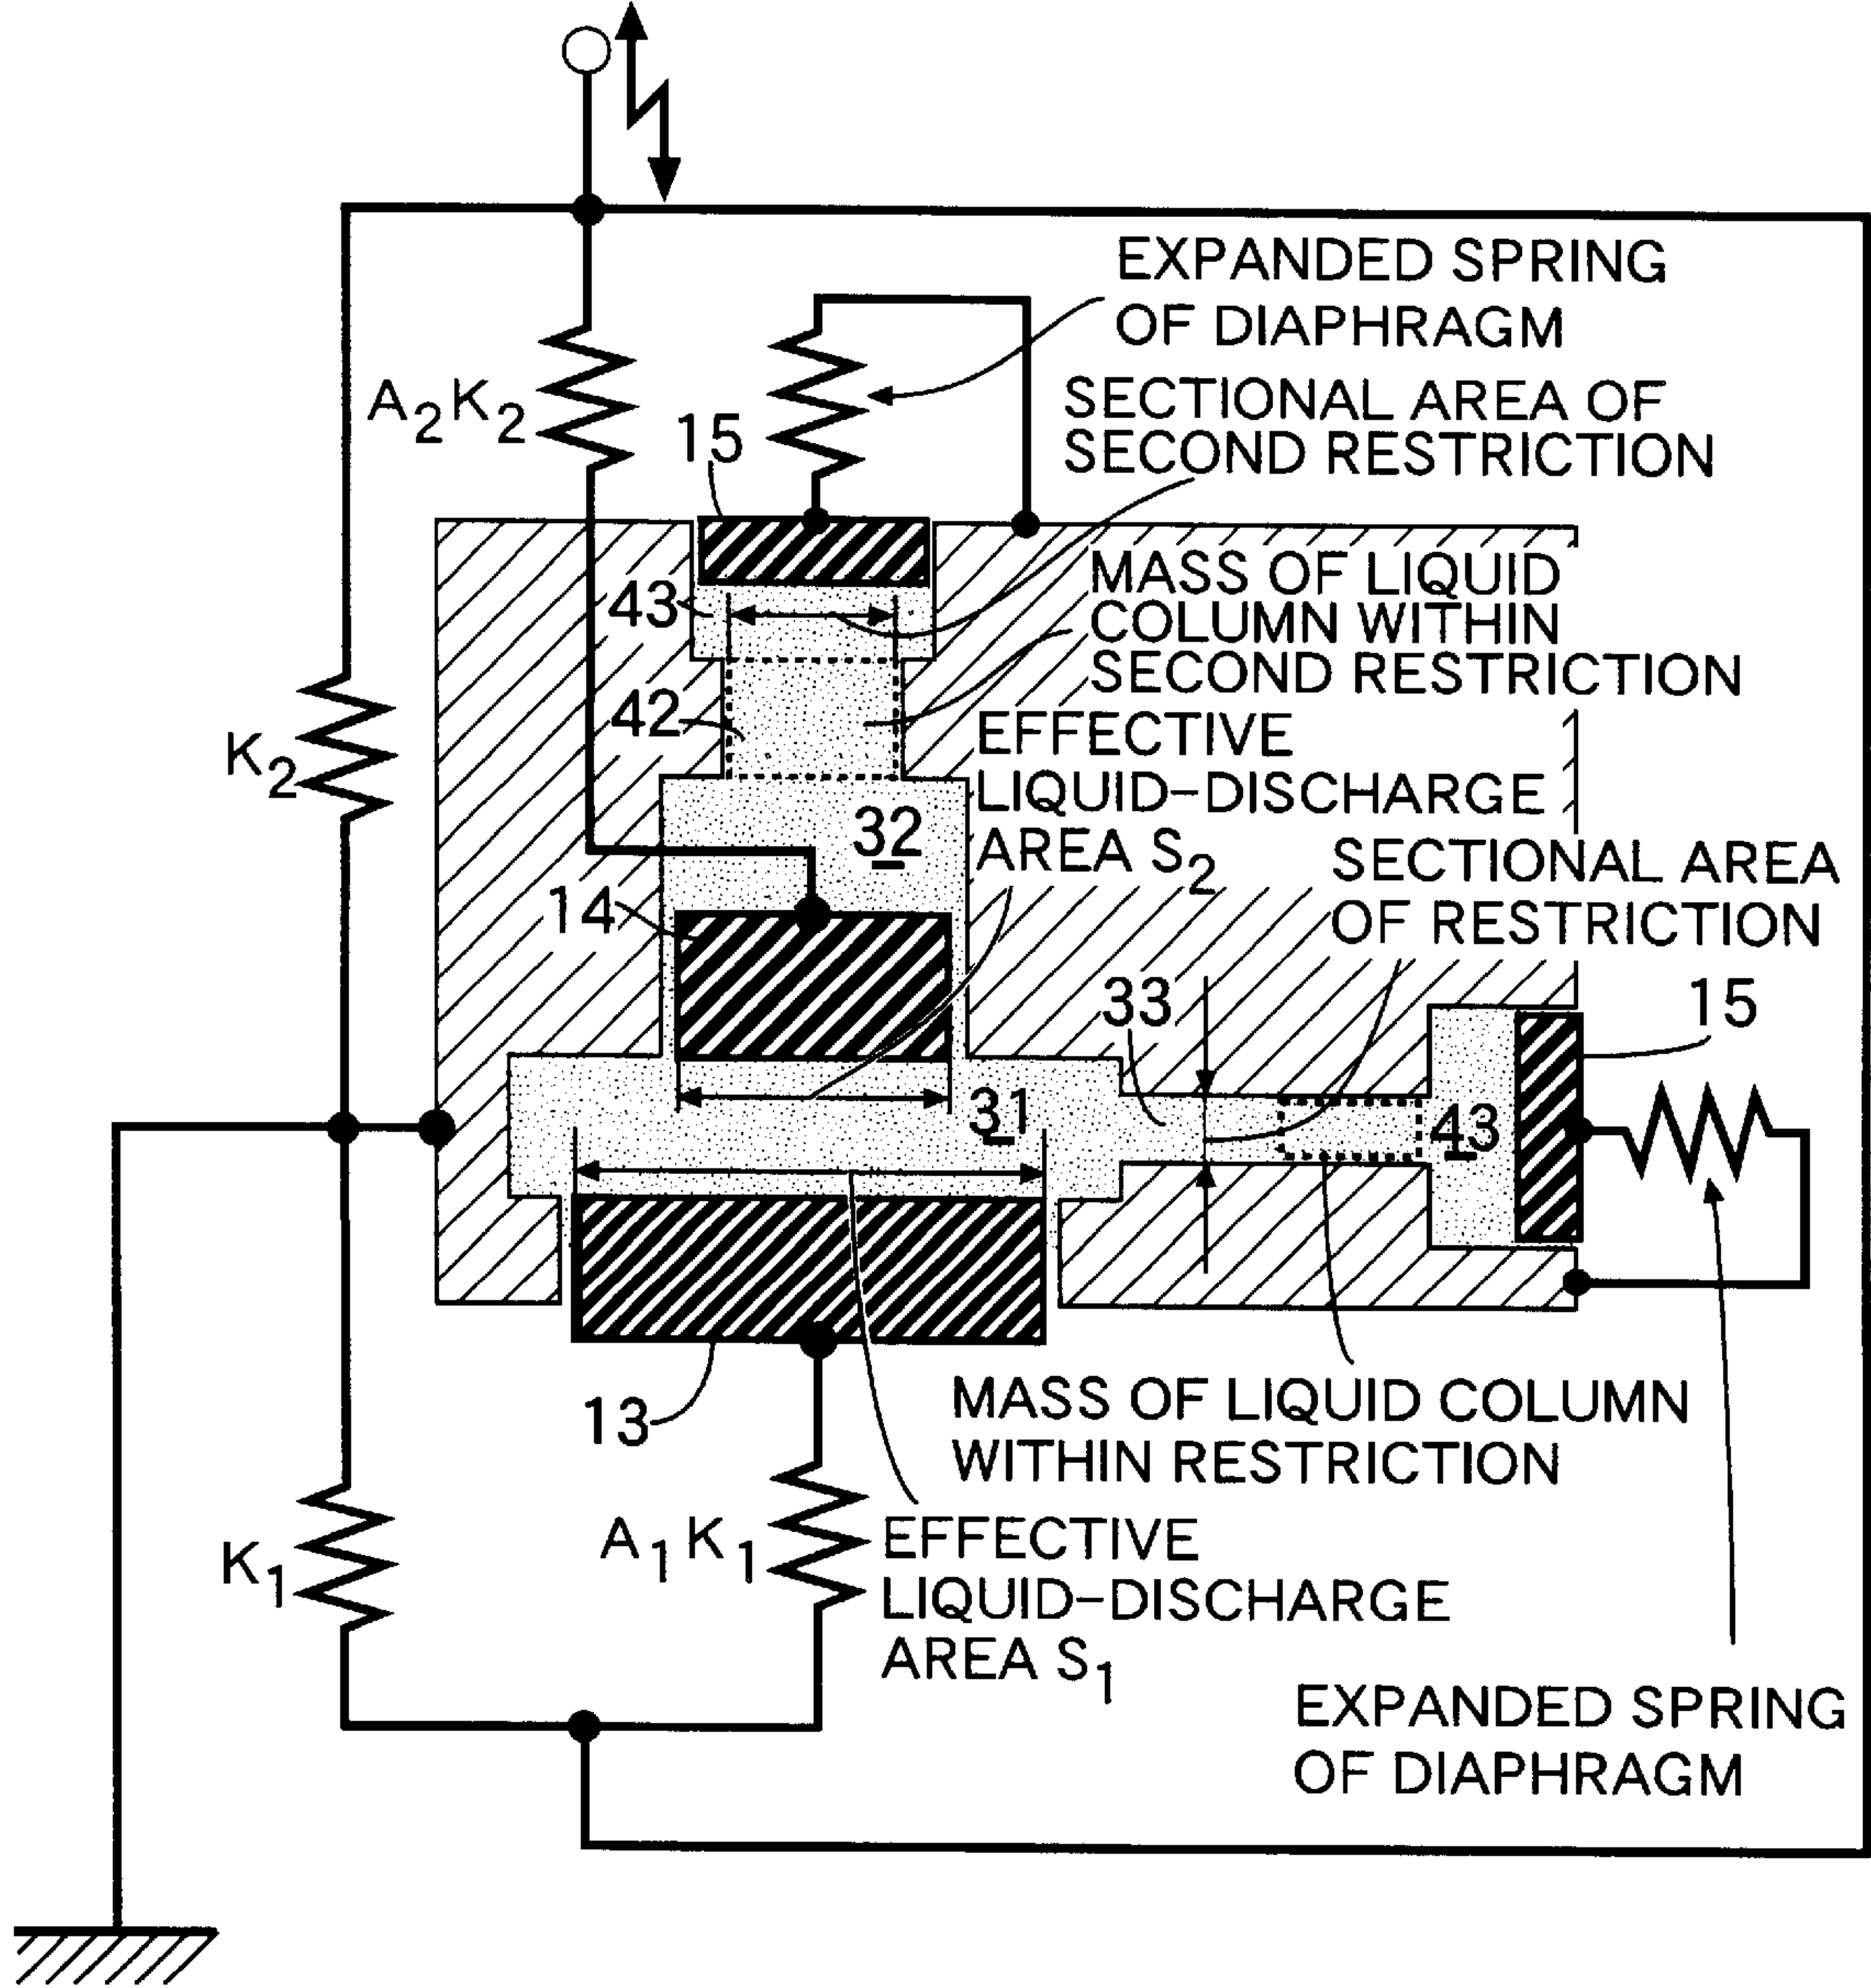 EXPANDED SPRING
OF DIAPHRAGM
A2K2
SECTIONAL AREA OF
SECOND RESTRICTION
15
MASS OF LIQUID
COLUMN WITHIN
SECOND RESTRICTION
43
42
K2
EFFECTIVE
LIQUID-DISCHARGE
AREA S2
32
SECTIONAL AREA
OF RESTRICTION
14
33
15
31
43
13
MASS OF LIQUID COLUMN
WITHIN RESTRICTION
K1
A1K1
EFFECTIVE
LIQUID-DISCHARGE
AREA S1
EXPANDED SPRING
OF DIAPHRAGM